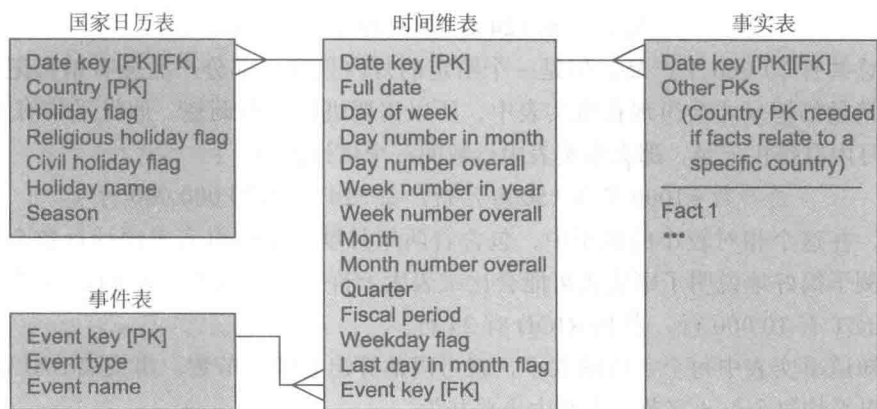 国家日历表
Date key [PK][FK]
Country [PK]
Holiday flag
Religious holiday flag
Civil holiday flag
Holiday name
Season
事件表
Event key [PK]
Event type
Event name
时间维表
Date key [PK]
Full date
Day of week
Day number in month
Day number overall
Week number in year
Week number overall
Month
Month number overall
Quarter
Fiscal period
Weekday flag
Last day in month flag
Event key [FK]
事实表
Date key [PK][FK]
Other PKs
(Country PK needed
if facts relate to a
specific country)
Fact 1
•••